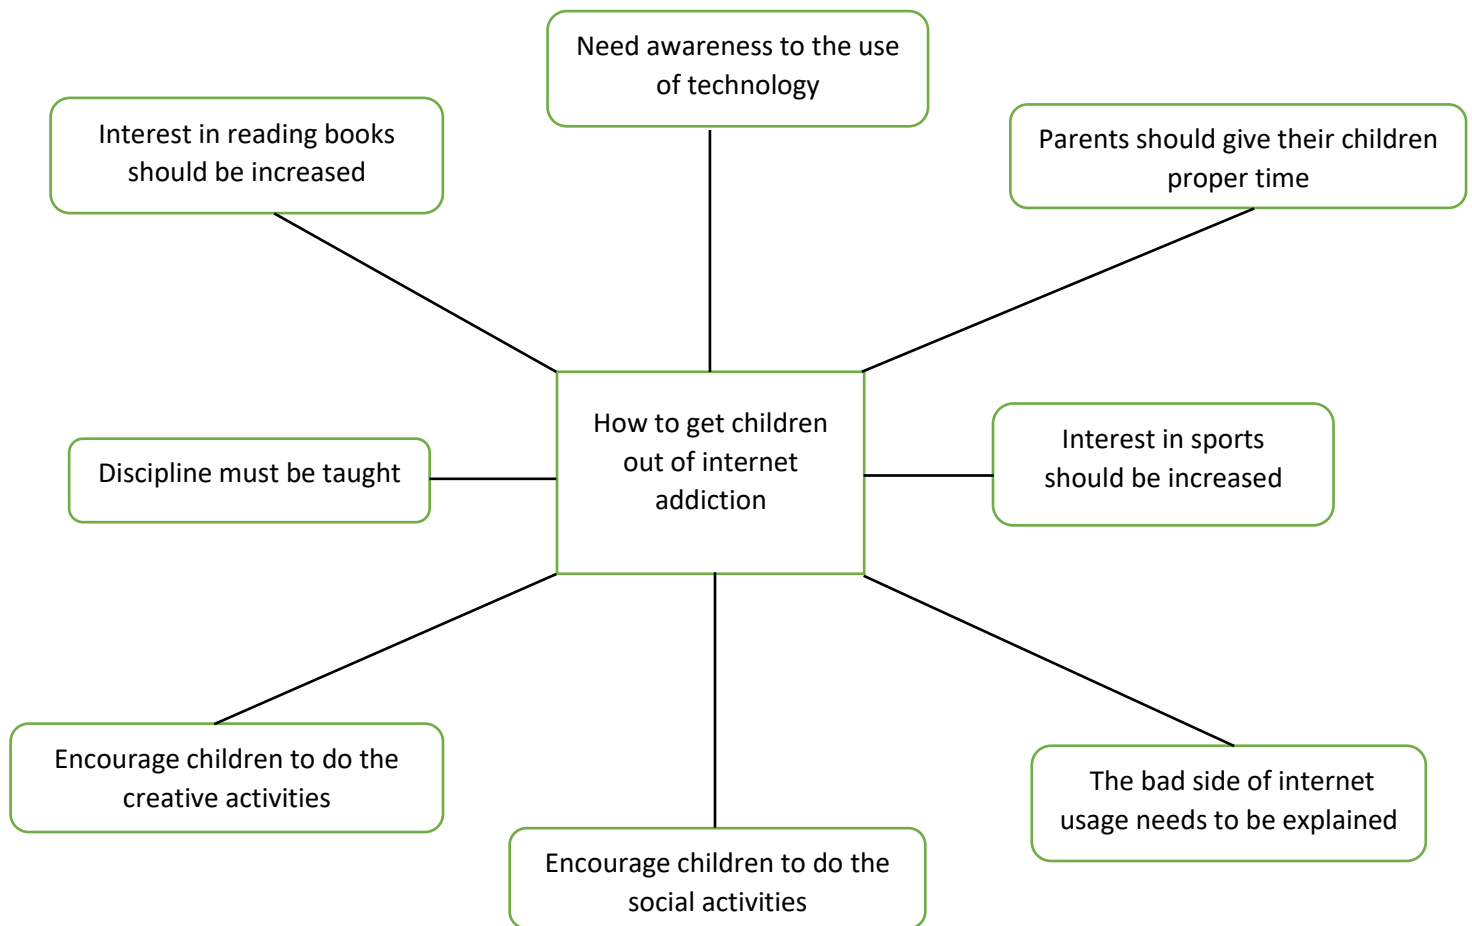 Need awareness to the use
of technology
Interest in reading books
should be increased
Parents should give their children
proper time
How to get children
out of internet
addiction
Discipline must be taught
Interest in sports
should be increased
Encourage children to do the
creative activities
The bad side of internet
usage needs to be explained
Encourage children to do the
social activities